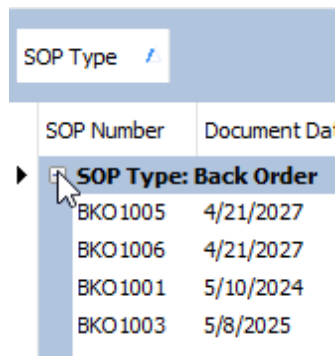 SOP Type
SOP Number Document Da
SOP Type: Back Order
BKO1005 4/21/2027
BKO1006 4/21/2027
BKO1001 5/10/2024
BKO1003 5/8/2025